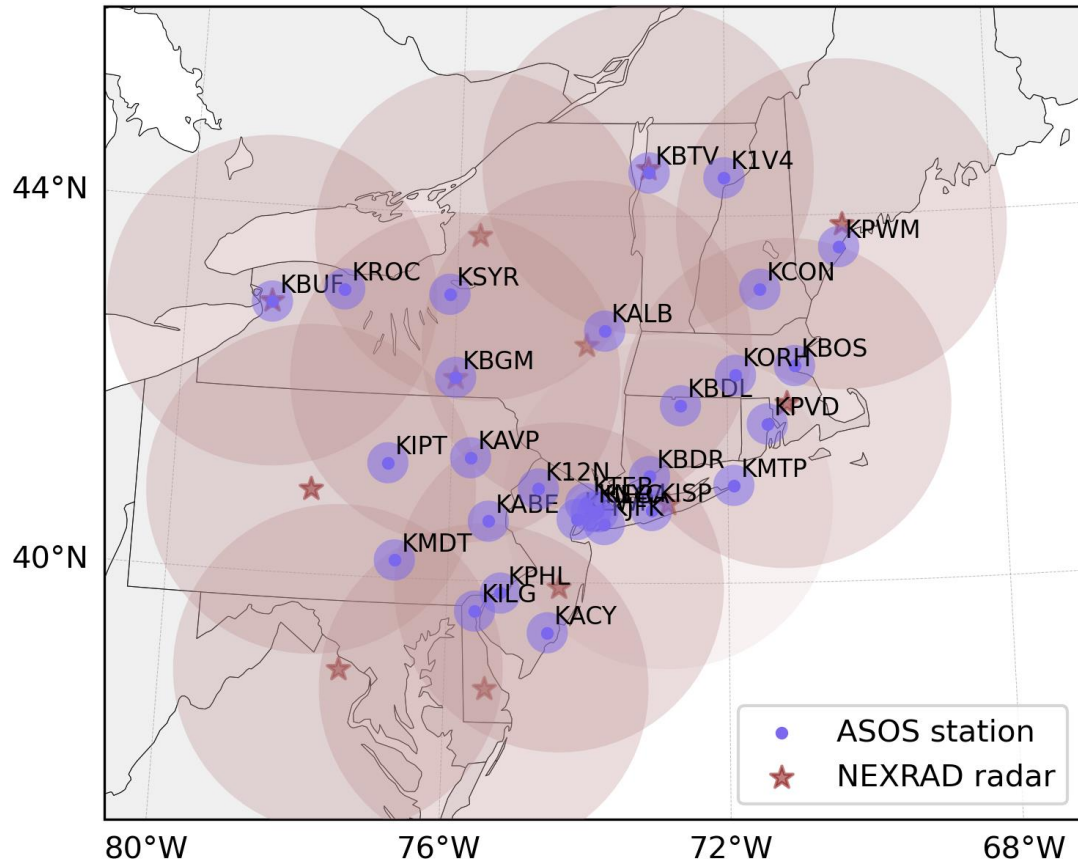 KBTV
K1V4
44°N
KPWM
KBUF
KROC
KSYR
KCON
KALB
KBGM
KORH
KBOS
KBDL
KPVD
KIPT
KAVP
K12N
KBDR
KMTP
KTEB
KISP
KABE
KJFK
40°N
KMDT
KPHL
KILG
KACY
ASOS station
NEXRAD radar
80°W
76°W
72°W
68°W